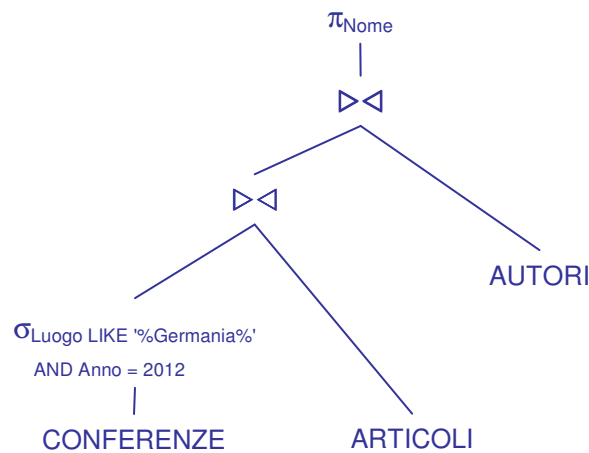 πNome
⋈
⋈
AUTORI
σLuogo LIKE '%Germania%'
AND Anno = 2012
CONFERENZE
ARTICOLI